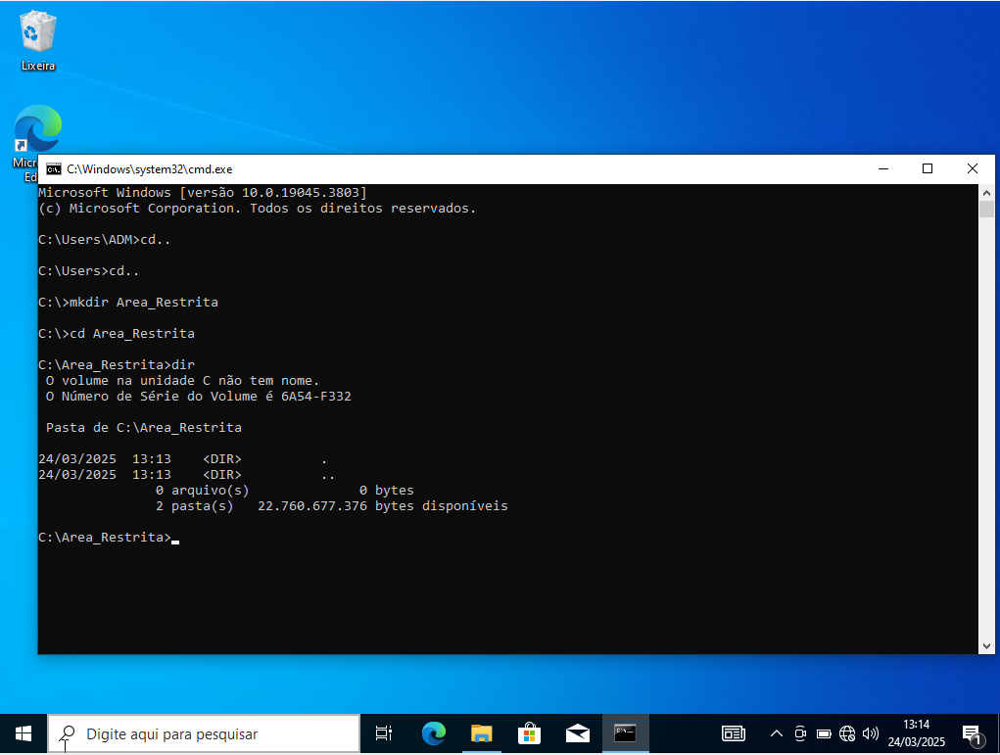 Lixeira
Micr
Ed
C:\Windows\system32\cmd.exe
Microsoft Windows [versão 10.0.19045.3803]
(c) Microsoft Corporation. Todos os direitos reservados.
C:\Users\ADM>cd..
C:\Users>cd..
C:\>mkdir Area_Restrita
C:\>cd Area_Restrita
C:\Area_Restrita>dir
O volume na unidade C não tem nome.
O Número de Série do Volume é 6A54-F332
Pasta de C:\Area_Restrita
24/03/2025  13:13    <DIR>          .
24/03/2025  13:13    <DIR>          ..
0 arquivo(s)              0 bytes
2 pasta(s)   22.760.677.376 bytes disponíveis
C:\Area_Restrita>
Digite aqui para pesquisar
13:14
24/03/2025
1